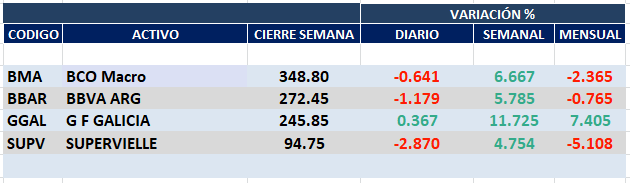 VARIACIÓN %
CODIGO ACTIVO CIERRE SEMANA DIARIO SEMANAL MENSUAL
BMA BCO Macro 348.80 -0.641 6.667 -2.365
BBAR BBVA ARG 272.45 -1.179 5.785 -0.765
GGAL G F GALICIA 245.85 0.367 11.725 7.405
SUPV SUPERVIELLE 94.75 -2.870 4.754 -5.108